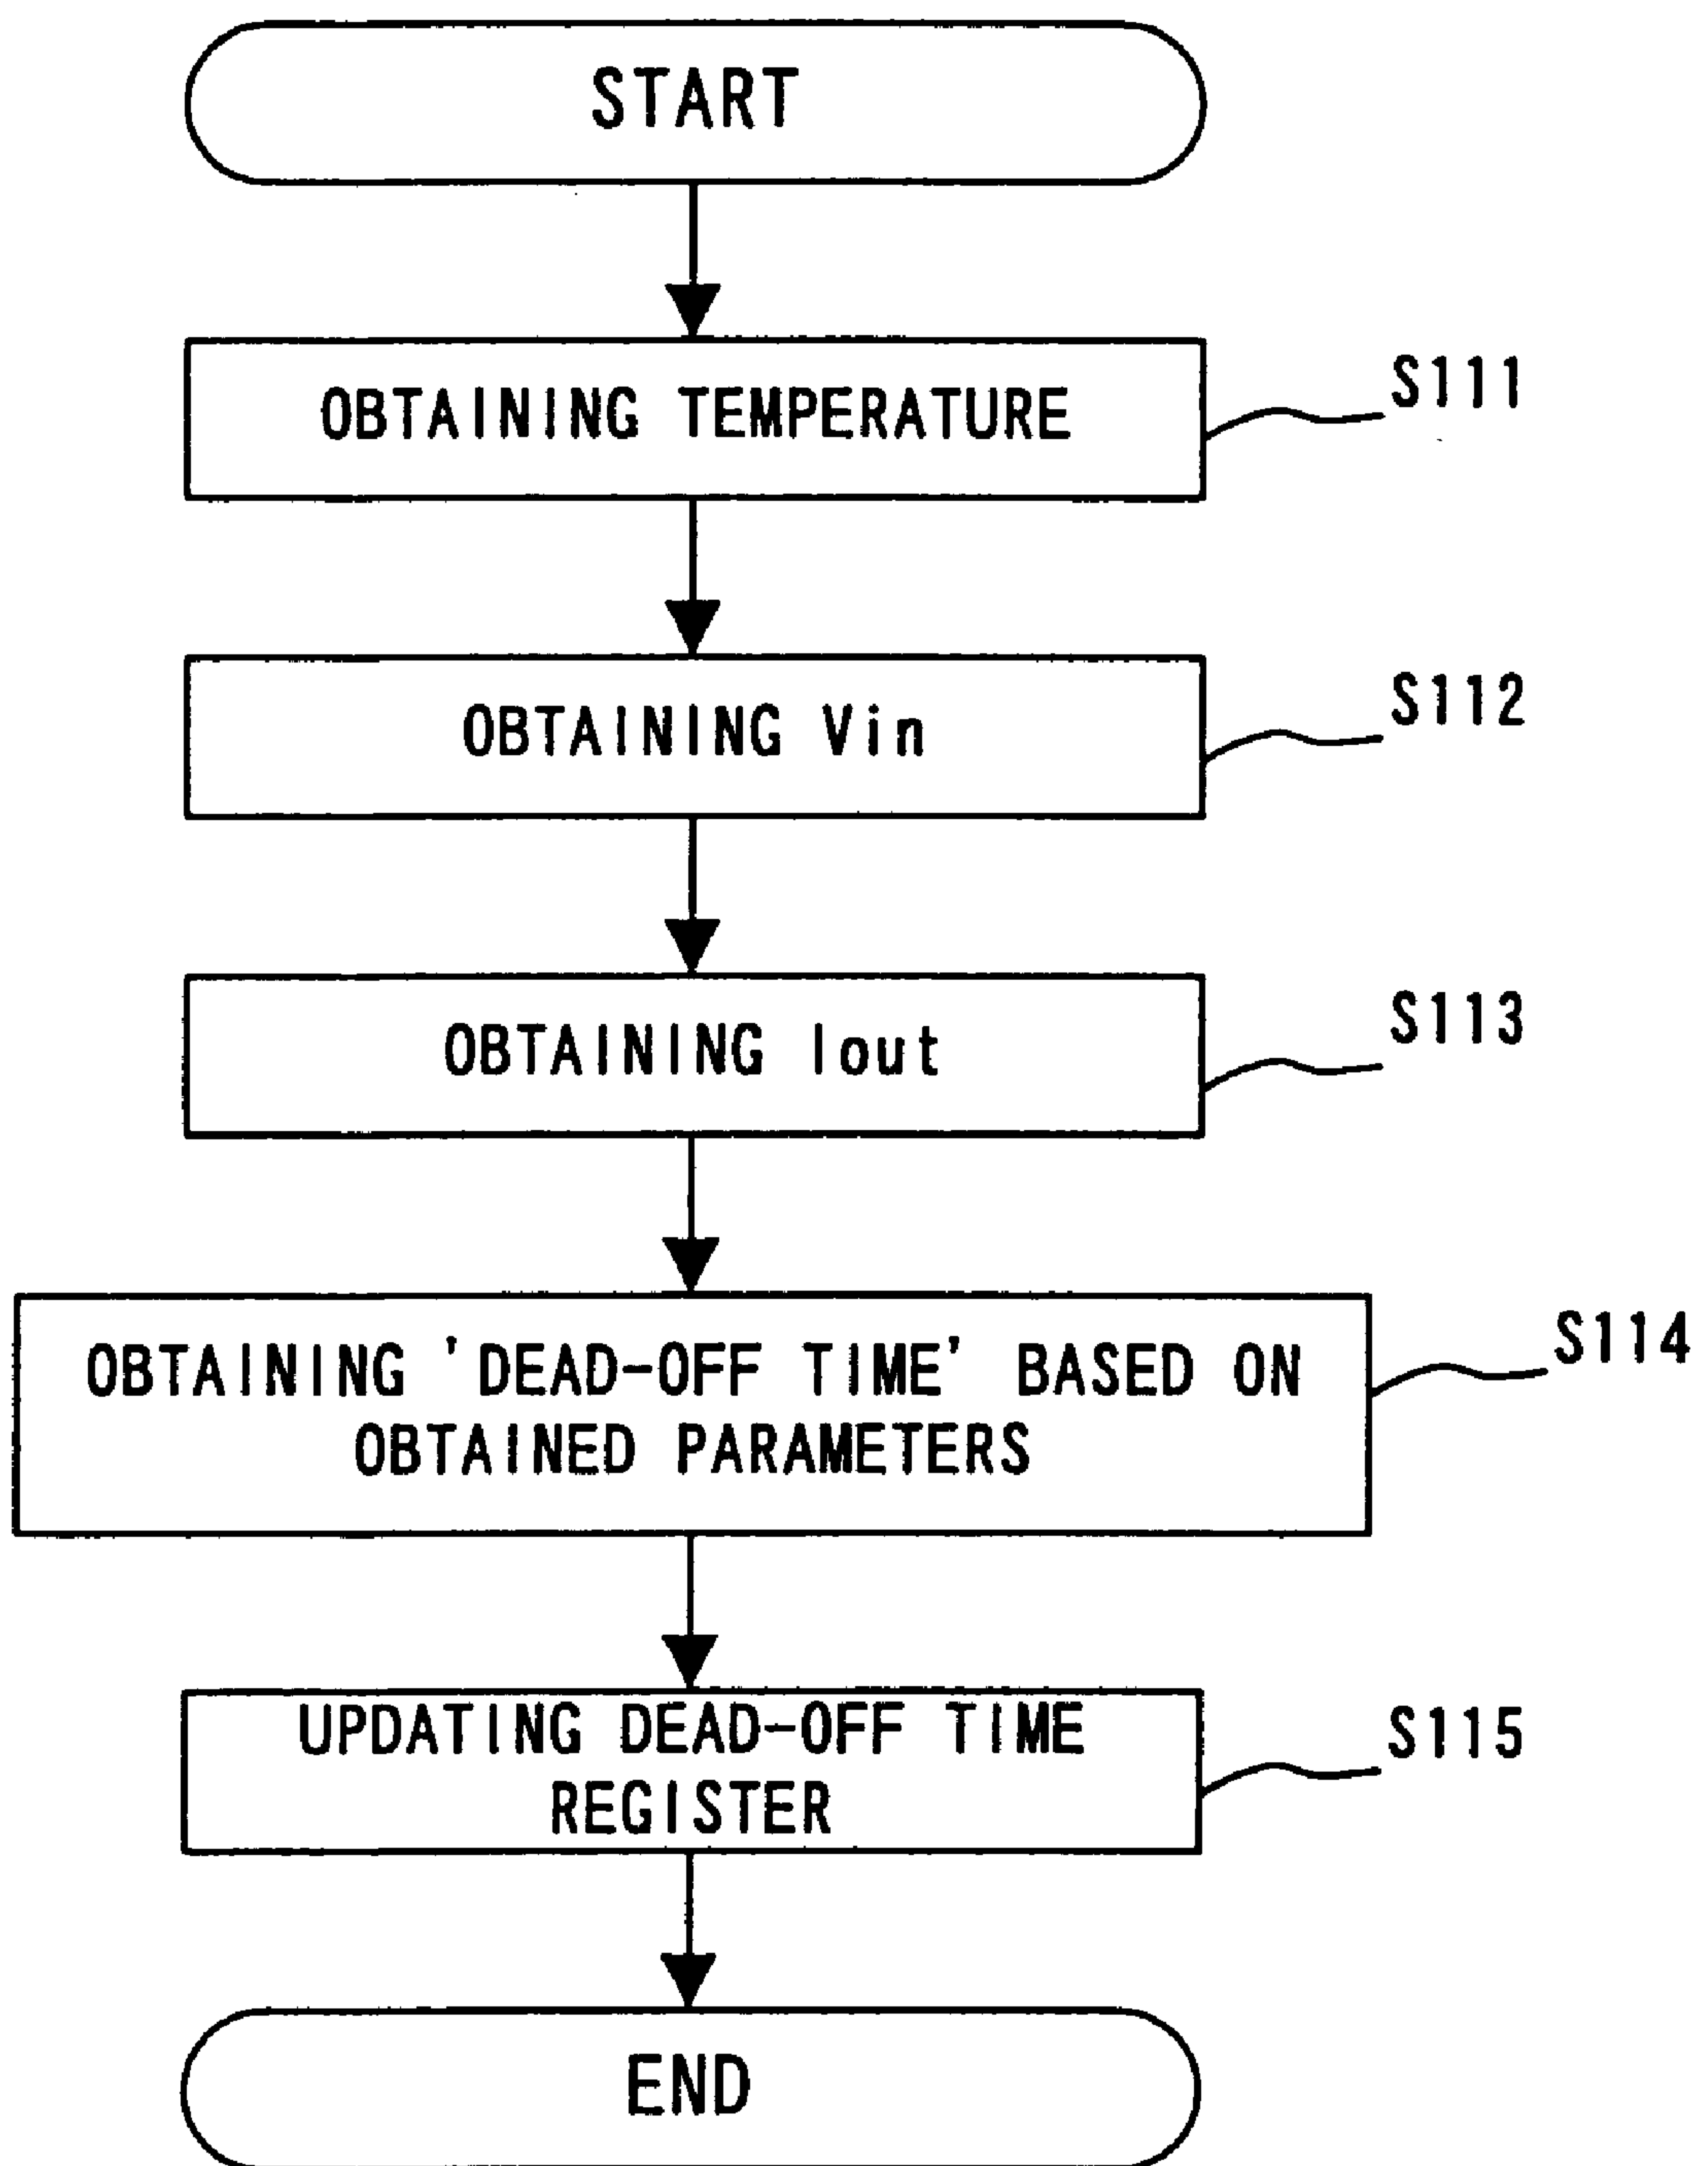 START
OBTAINING TEMPERATURE
S111
OBTAINING Vin
S112
OBTAINING Iout
S113
OBTAINING 'DEAD-OFF TIME' BASED ON
OBTAINED PARAMETERS
S114
UPDATING DEAD-OFF TIME
REGISTER
S115
END